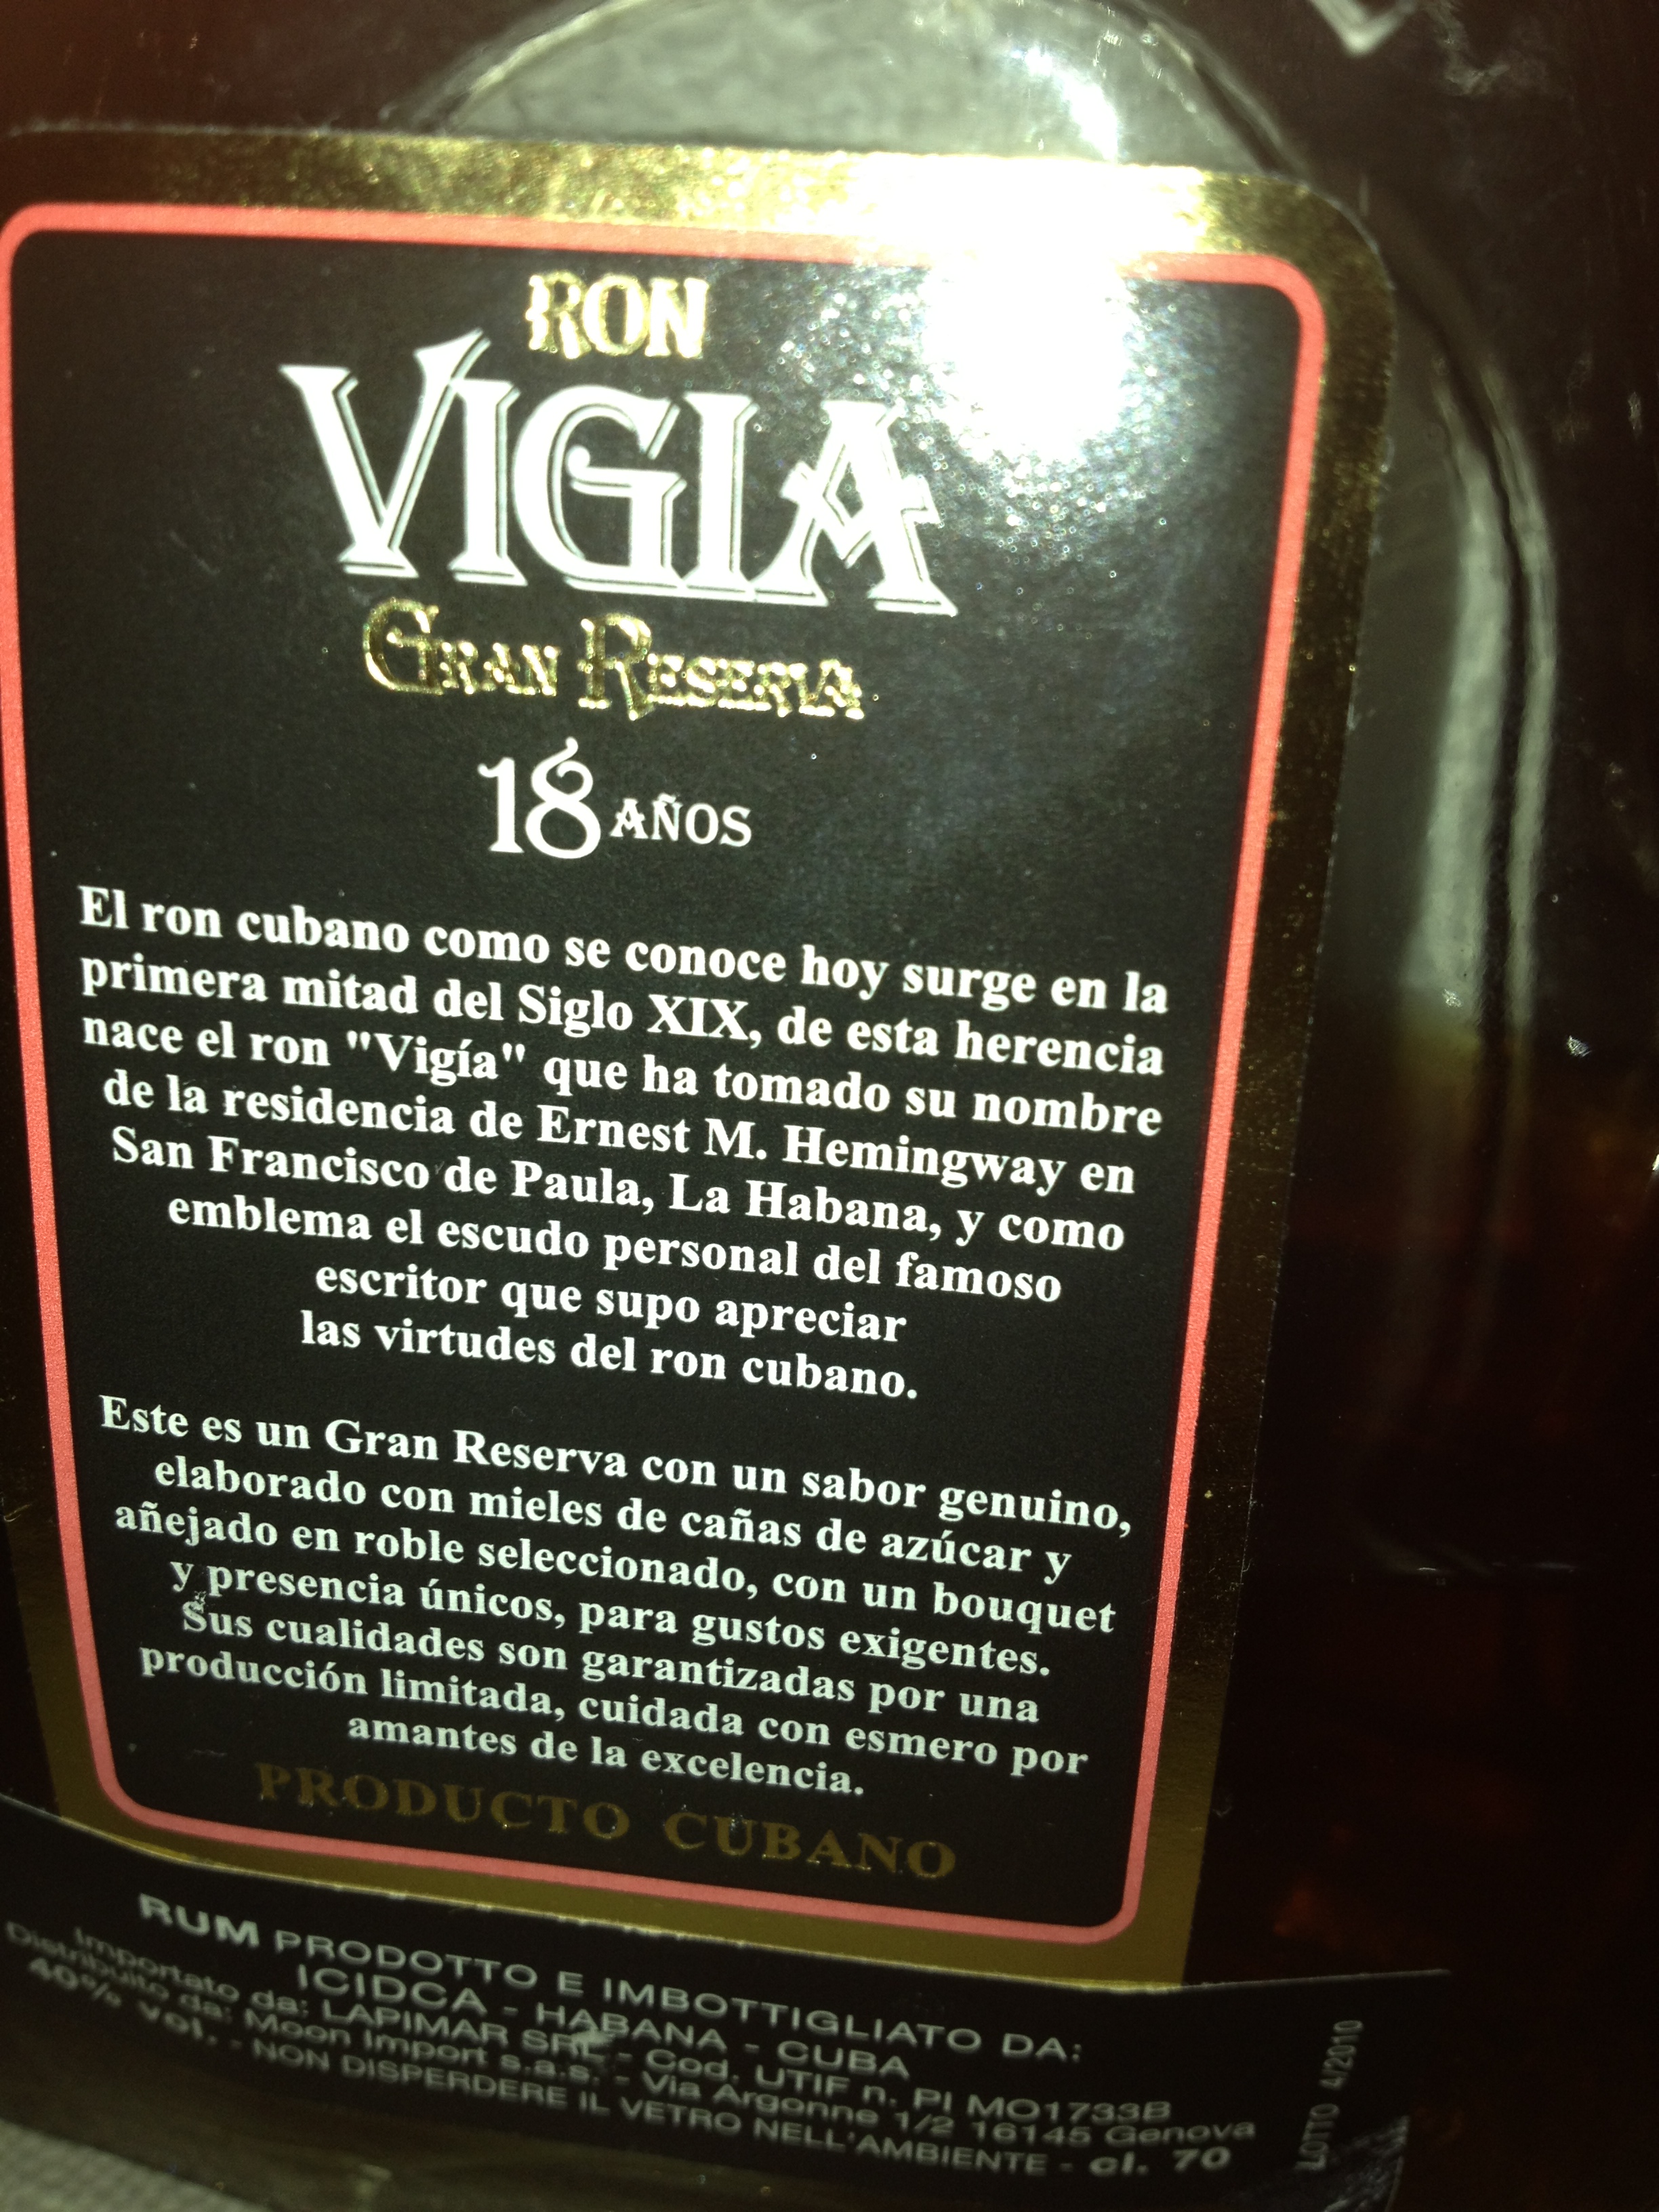 RON
VIGIA
GRAN RESERVA
18 AÑOS
El ron cubano como se conoce hoy surge en la
primera mitad del Siglo XIX, de esta herencia
nace el ron "Vigía" que ha tomado su nombre
de la residencia de Ernest M. Hemingway en
San Francisco de Paula, La Habana, y como
emblema el escudo personal del famoso
escritor que supo apreciar
las virtudes del ron cubano.
Este es un Gran Reserva con un sabor genuino,
elaborado con mieles de cañas de azúcar y
añejado en roble seleccionado, con un bouquet
y presencia únicos, para gustos exigentes.
Sus cualidades son garantizadas por una
producción limitada, cuidada con esmero por
amantes de la excelencia.
PRODUCTO CUBANO
RUM PRODOTTO E IMBOTTIGLIATO DA:
ICIDCA - HABANA - CUBA
Importato da: LAPIMAR SRL - Cod. UTIF n. PI MO1733B
Distribuito da: Moon Import s.a.s. - Via Argonne 1/2 16145 Genova
40% Vol. - NON DISPERDERE IL VETRO NELL'AMBIENTE - cl. 70
LOTTO 4/2010